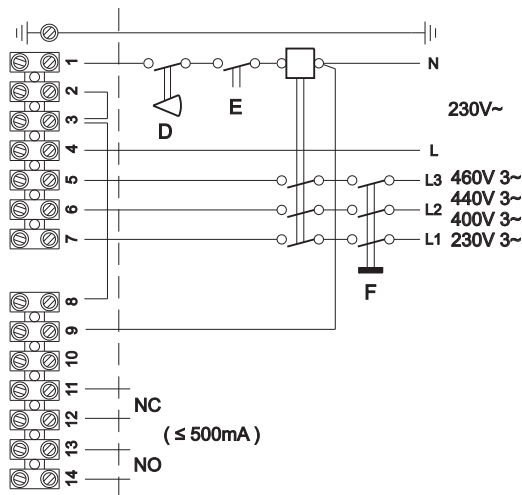 1
N
2
D
E
230V~
3
4
L
5
L3 460V 3~
440V 3~
6
L2
400V 3~
7
L1 230V 3~
F
8
9
10
11
NC
12
( ≤ 500mA )
13
NO
14